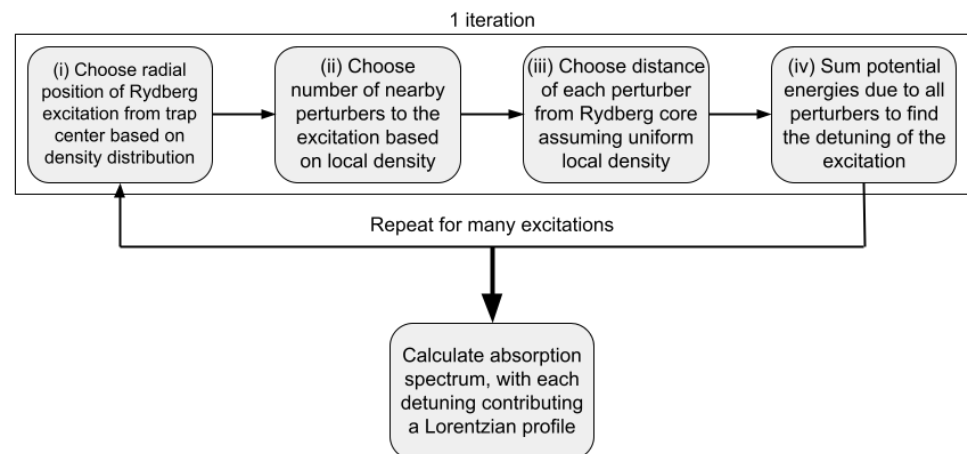 1 iteration
(i) Choose radial
position of Rydberg
excitation from trap
center based on
density distribution
(ii) Choose
number of nearby
perturbers to the
excitation based
on local density
(iii) Choose distance
of each perturber
from Rydberg core
assuming uniform
local density
(iv) Sum potential
energies due to all
perturbers to find
the detuning of the
excitation
Repeat for many excitations
Calculate absorption
spectrum, with each
detuning contributing
a Lorentzian profile